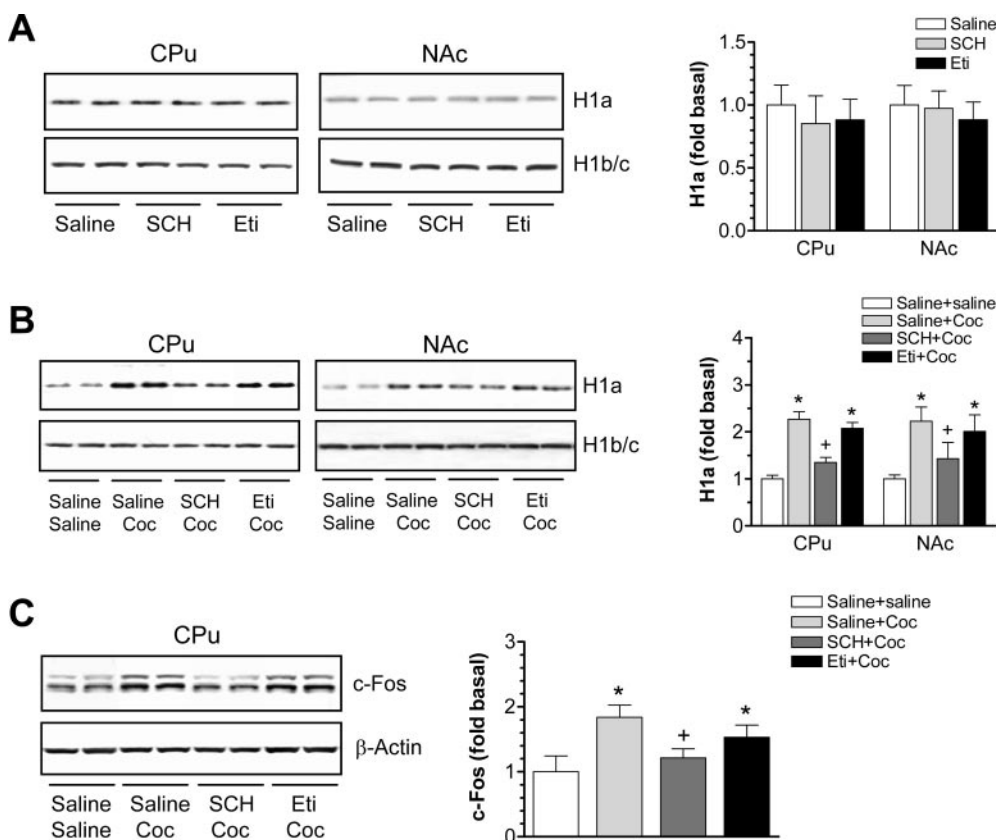 A
CPu
NAc
H1a
H1b/c
Saline SCH Eti
Saline SCH Eti
Saline
SCH
Eti
H1a (fold basal)
1.5
1.0
0.5
0.0
CPu NAc
B
CPu
NAc
H1a
H1b/c
Saline Saline SCH Eti
Saline Coc Coc Coc
Saline Saline SCH Eti
Saline Coc Coc Coc
Saline+saline
Saline+Coc
SCH+Coc
Eti+Coc
H1a (fold basal)
4
3
2
1
0
* + * * + *
CPu NAc
C
CPu
c-Fos
β-Actin
Saline Saline SCH Eti
Saline Coc Coc Coc
Saline+saline
Saline+Coc
SCH+Coc
Eti+Coc
c-Fos (fold basal)
3
2
1
0
* + *